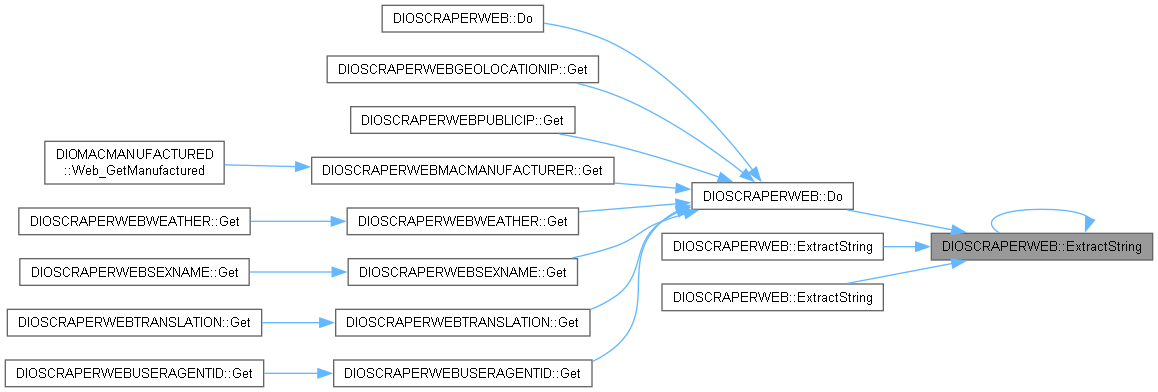 DIOSCRAPERWEB::Do
DIOSCRAPERWEBGEOLOCATIONIP::Get
DIOSCRAPERWEBPUBLICIP::Get
DIOMACMANUFACTURED
::Web_GetManufactured
DIOSCRAPERWEBMACMANUFACTURER::Get
DIOSCRAPERWEB::Do
DIOSCRAPERWEBWEATHER::Get
DIOSCRAPERWEBWEATHER::Get
DIOSCRAPERWEB::ExtractString
DIOSCRAPERWEB::ExtractString
DIOSCRAPERWEBSEXNAME::Get
DIOSCRAPERWEBSEXNAME::Get
DIOSCRAPERWEB::ExtractString
DIOSCRAPERWEBTRANSLATION::Get
DIOSCRAPERWEBTRANSLATION::Get
DIOSCRAPERWEBUSERAGENTID::Get
DIOSCRAPERWEBUSERAGENTID::Get